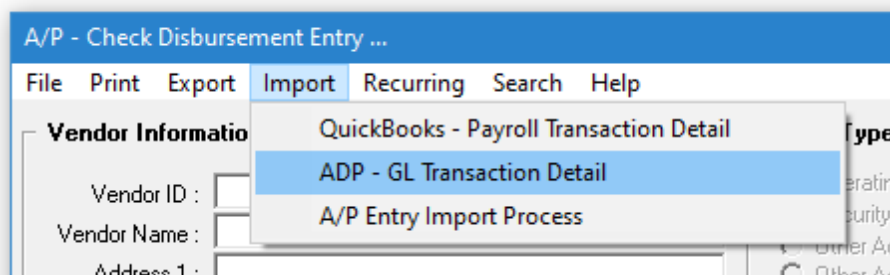 A/P - Check Disbursement Entry ...
File Print Export Import Recurring Search Help
Vendor Informatio
QuickBooks - Payroll Transaction Detail
ADP - GL Transaction Detail
A/P Entry Import Process
Vendor ID :
Vendor Name :
Address 1 :